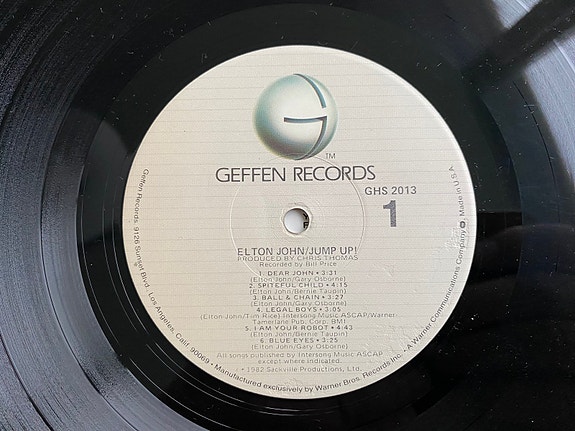 G
TM
GEFFEN RECORDS
GHS 2013
1
ELTON JOHN/JUMP UP!
PRODUCED BY CHRIS THOMAS
Recorded by Bill Price
1. DEAR JOHN • 3:31
(Elton John/Gary Osborne)
2. SPITEFUL CHILD • 4:15
(Elton John/Bernie Taupin)
3. BALL & CHAIN • 3:27
(Elton John/Gary Osborne)
4. LEGAL BOYS • 3:05
(Elton John/Tim Rice) Intersong Music ASCAP/Warner-
Tamerlane Pub. Corp. BMI
5. I AM YOUR ROBOT • 4:43
(Elton John/Bernie Taupin)
6. BLUE EYES • 3:25
(Elton John/Gary Osborne)
All songs published by Intersong Music ASCAP
except where indicated.
1982 Sackville Productions, Ltd.
Geffen Records, 9126 Sunset Blvd., Los Angeles, Calif. 90069 • Manufactured exclusively by Warner Bros. Records Inc. • A Warner Communications Company • Made in U.S.A.